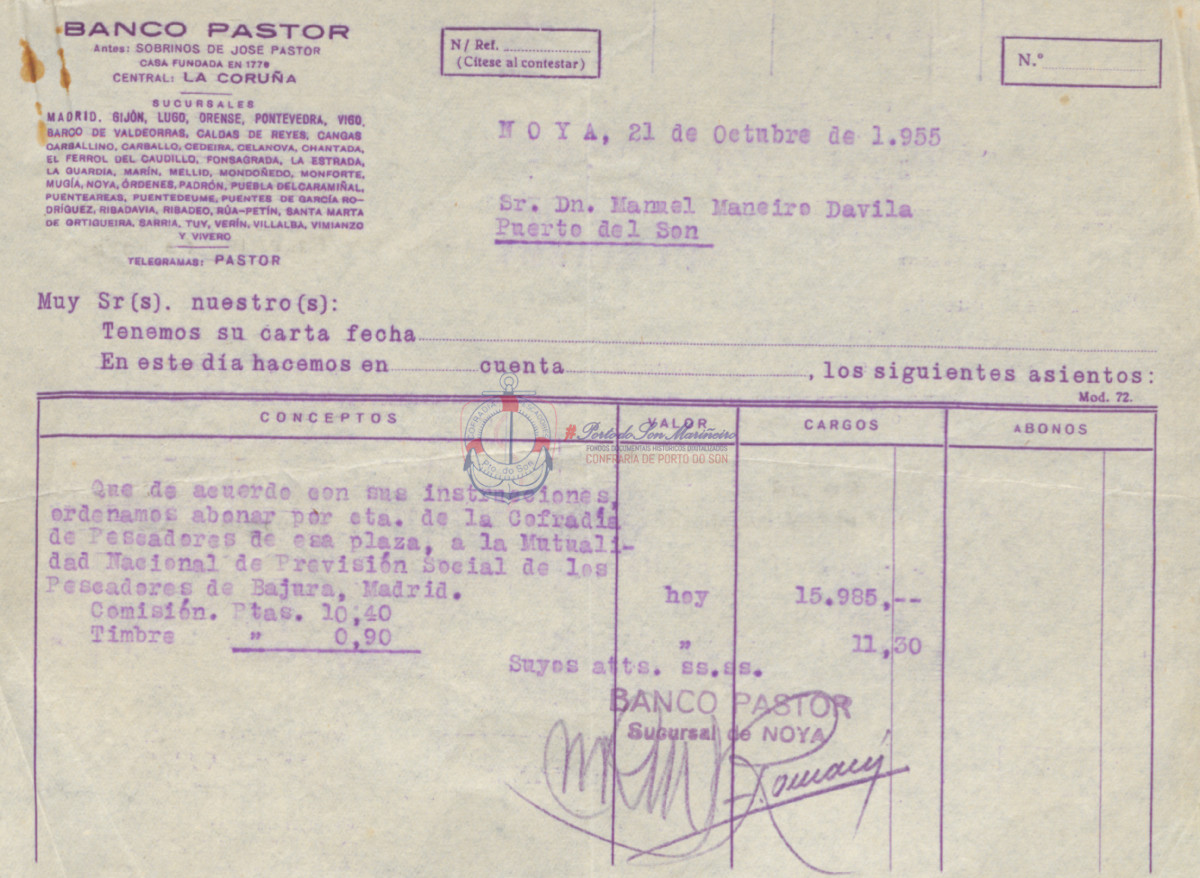 BANCO PASTOR
Antes: SOBRINOS DE JOSE PASTOR
CASA FUNDADA EN 1776
CENTRAL: LA CORUÑA
SUCURSALES
MADRID, GIJÓN, LUGO, ORENSE, PONTEVEDRA, VIGO,
BARCO DE VALDEORRAS, CALDAS DE REYES, CANGAS
CARBALLINO, CARBALLO, CEDEIRA, CELANOVA, CHANTADA,
EL FERROL DEL CAUDILLO, FONSAGRADA, LA ESTRADA,
LA GUARDIA, MARÍN, MELLID, MONDOÑEDO, MONFORTE,
MUGÍA, NOYA, ÓRDENES, PADRÓN, PUEBLA DEL CARAMIÑAL,
PUENTEAREAS, PUENTEDEUME, PUENTES DE GARCÍA RO-
DRÍGUEZ, RIBADAVIA, RIBADEO, RÚA-PETÍN, SANTA MARTA
DE ORTIGUEIRA, SARRIA, TUY, VERÍN, VILLALBA, VIMIANZO
Y VIVERO
TELEGRAMAS: PASTOR
N/ Ref.
(Cítese al contestar)
N.º
NOYA, 21 de Octubre de 1.955
Sr. Dn. Manuel Maneiro Davila
Puerto del Son
Muy Sr(s). nuestro(s):
Tenemos su carta fecha
En este día hacemos en cuenta , los siguientes asientos:
Mod. 72.
CONCEPTOS VALOR CARGOS ABONOS
COFRADÍA PESCADORES
Pto. do Son
#PortodoSonMariñeiro
FONDOS DOCUMENTAIS HISTÓRICOS DIGITALIZADOS
CONFRARÍA DE PORTO DO SON
Que de acuerdo con sus instrucciones,
ordenamos abonar por cta. de la Cofradía
de Pescadores de esa plaza, a la Mutuali-
dad Nacional de Previsión Social de los
Pescadores de Bajura, Madrid. hoy 15.985,--
Comisión. Ptas. 10,40
Timbre " 0,90 " 11,30
Suyos atts. ss.ss.
BANCO PASTOR
Sucursal de NOYA